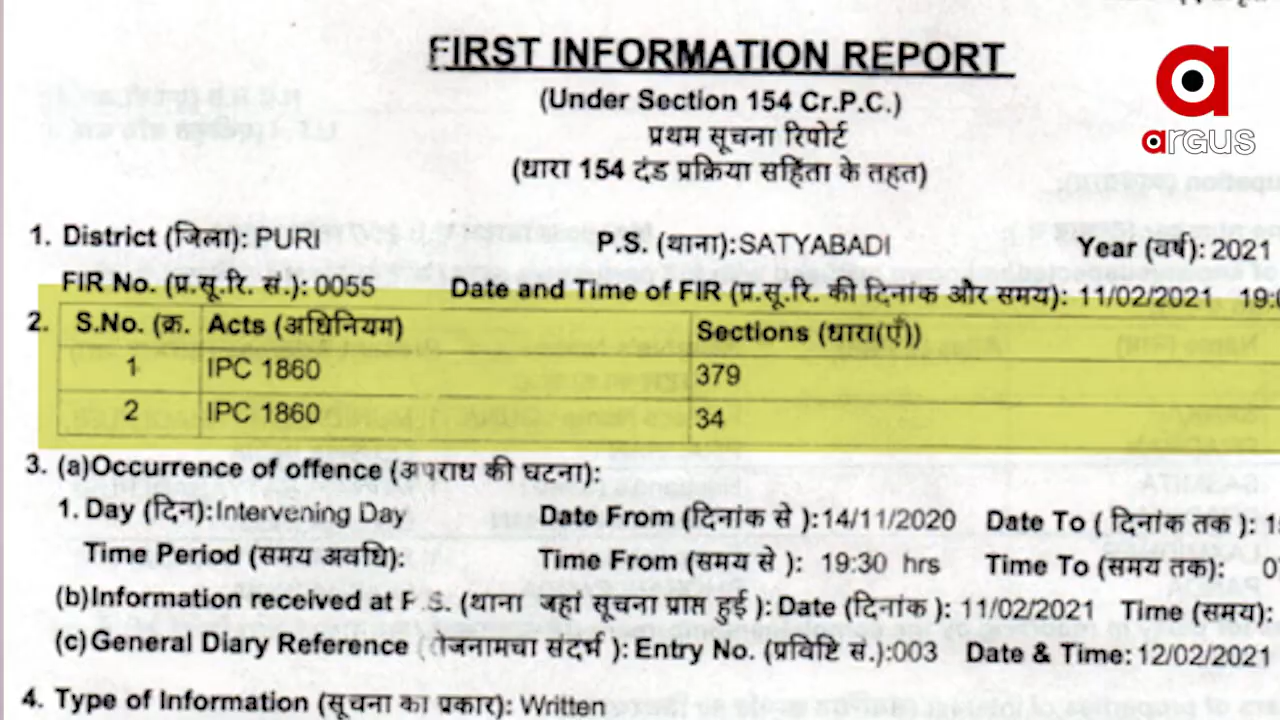 FIRST INFORMATION REPORT
(Under Section 154 Cr.P.C.)
प्रथम सूचना रिपोर्ट
(धारा 154 दंड प्रक्रिया सहिंता के तहत)
argus
1. District (जिला): PURI P.S. (थाना):SATYABADI Year (वर्ष): 2021
FIR No. (प्र.सू.रि. सं.): 0055 Date and Time of FIR (प्र.सू.रि. की दिनांक और समय): 11/02/2021
2. S.No. (क्र. Acts (अधिनियम) Sections (धारा(एँ))
1 IPC 1860 379
2 IPC 1860 34
3. (a)Occurrence of offence (अपराध की घटना):
1. Day (दिन): Intervening Day Date From (दिनांक से ):14/11/2020 Date To ( दिनांक तक ):
Time Period (समय अवधि): Time From (समय से ): 19:30 hrs Time To (समय तक):
(b)Information received at P.S. (थाना जहां सूचना प्राप्त हुई ): Date (दिनांक ): 11/02/2021 Time (समय):
(c)General Diary Reference (रोजनामचा संदर्भ ): Entry No. (प्रविष्टि सं.):003 Date & Time: 12/02/2021
4. Type of Information (सूचना का प्रकार): Written